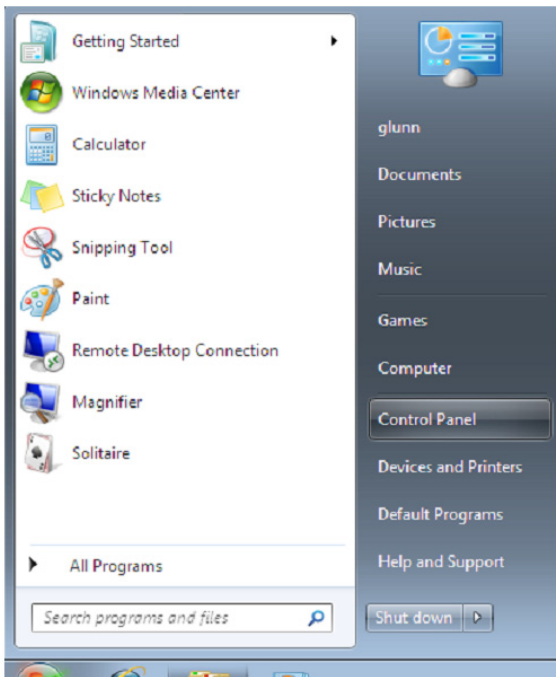 Getting Started
Windows Media Center
Calculator
Sticky Notes
Snipping Tool
Paint
Remote Desktop Connection
Magnifier
Solitaire
All Programs
Search programs and files
glunn
Documents
Pictures
Music
Games
Computer
Control Panel
Devices and Printers
Default Programs
Help and Support
Shut down